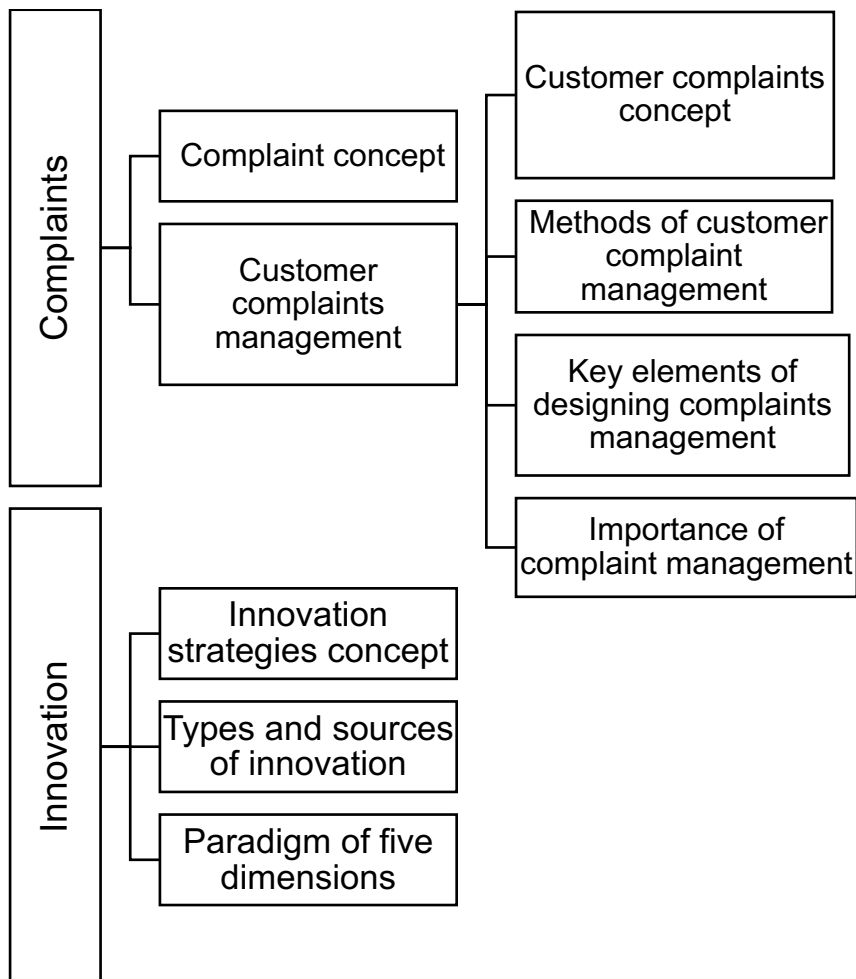 Complaints
Complaint concept
Customer
complaints
management
Customer complaints
concept
Methods of customer
complaint
management
Key elements of
designing complaints
management
Importance of
complaint management
Innovation
Innovation
strategies concept
Types and sources
of innovation
Paradigm of five
dimensions